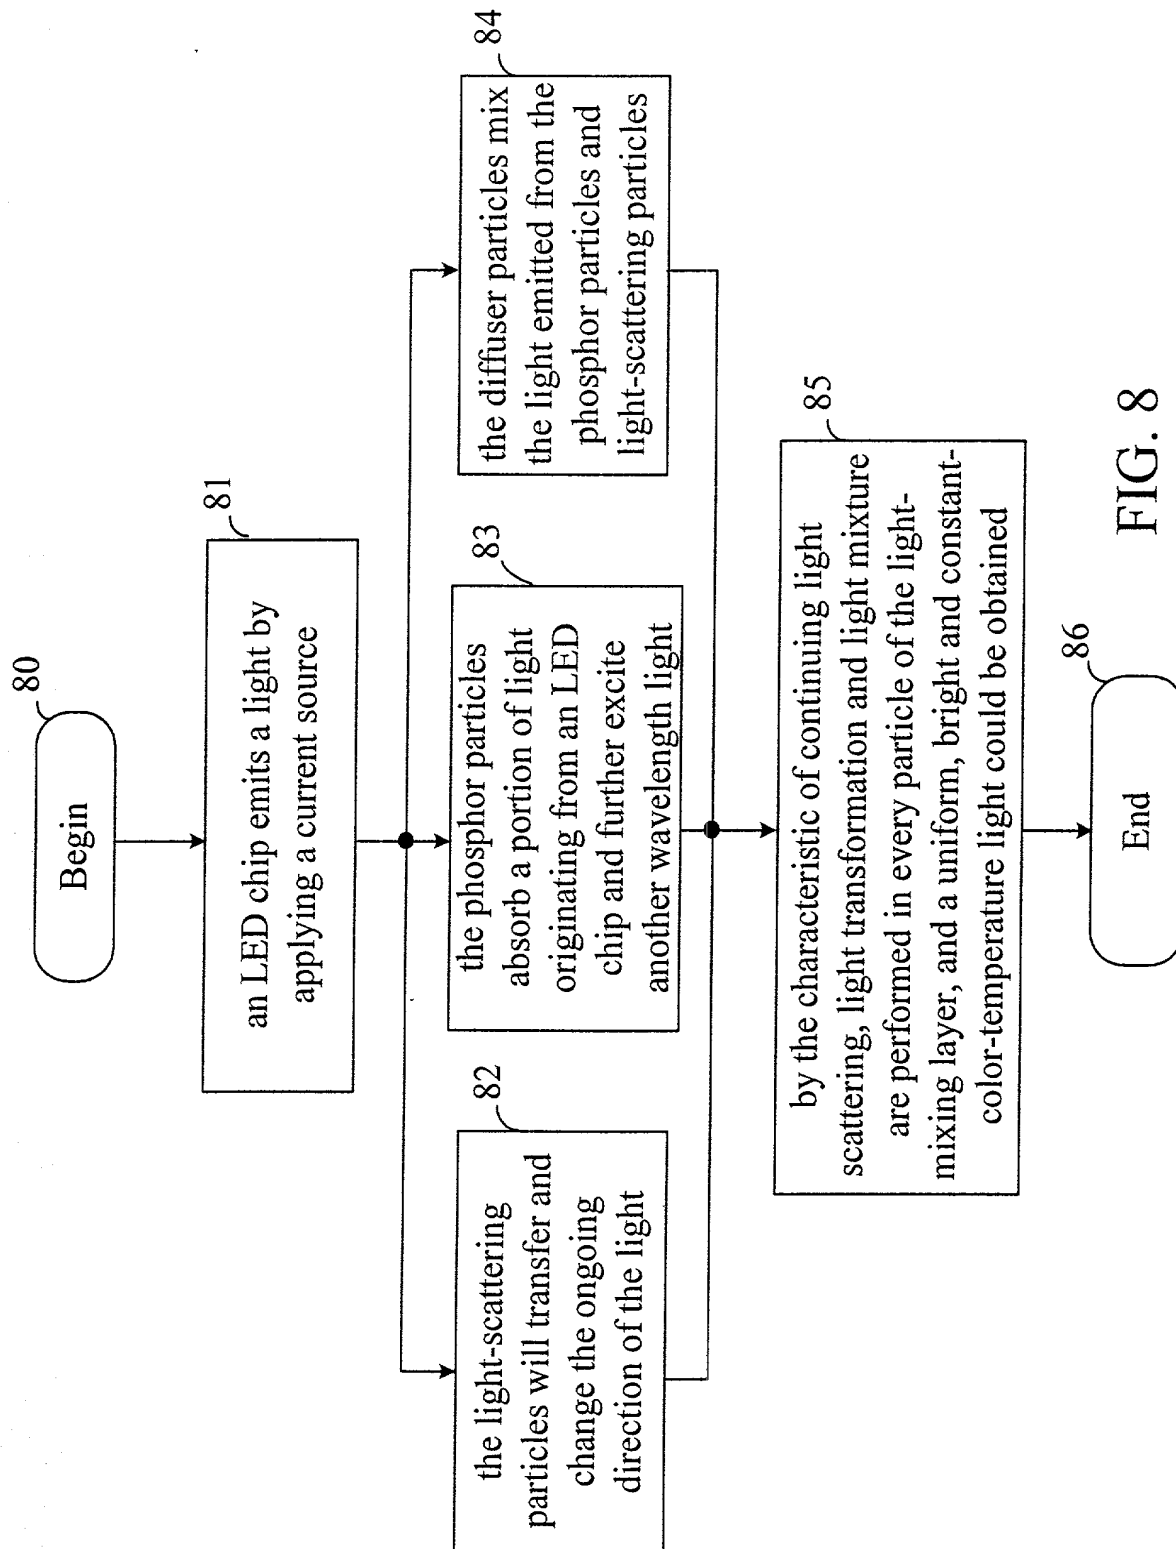 80
Begin
81
an LED chip emits a light by
applying a current source
82
the light-scattering
particles will transfer and
change the ongoing
direction of the light
83
the phosphor particles
absorb a portion of light
originating from an LED
chip and further excite
another wavelength light
84
the diffuser particles mix
the light emitted from the
phosphor particles and
light-scattering particles
85
by the characteristic of continuing light
scattering, light transformation and light mixture
are performed in every particle of the light-
mixing layer, and a uniform, bright and constant-
color-temperature light could be obtained
86
End
FIG. 8